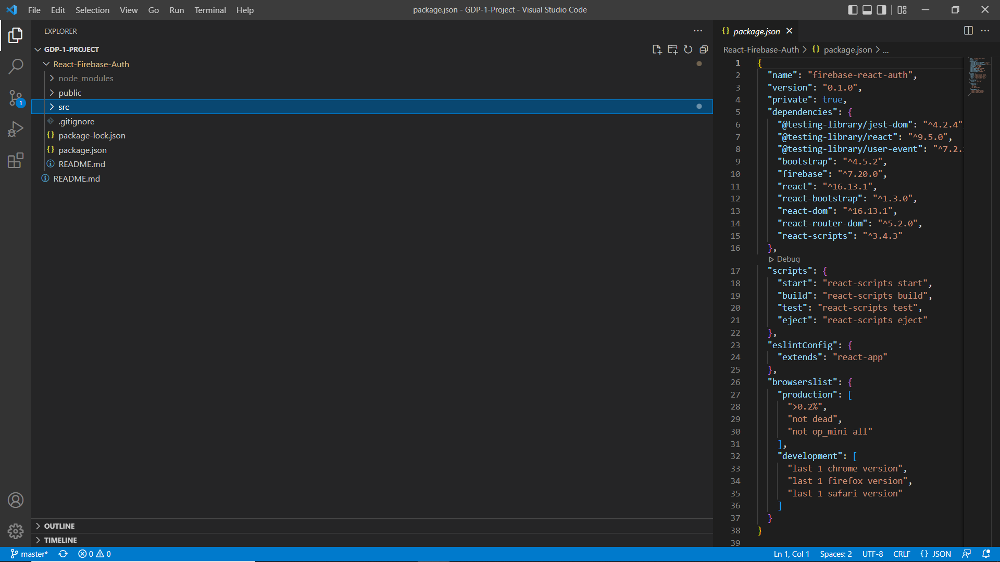 File Edit Selection View Go Run Terminal Help
package.json - GDP-1-Project - Visual Studio Code
EXPLORER
GDP-1-PROJECT
React-Firebase-Auth
node_modules
public
src
.gitignore
package-lock.json
package.json
README.md
README.md
OUTLINE
TIMELINE
1
{} package.json
React-Firebase-Auth > {} package.json > ...
1 {
2 "name": "firebase-react-auth",
3 "version": "0.1.0",
4 "private": true,
5 "dependencies": {
6 "@testing-library/jest-dom": "^4.2.4"
7 "@testing-library/react": "^9.5.0",
8 "@testing-library/user-event": "^7.2.
9 "bootstrap": "^4.5.2",
10 "firebase": "^7.20.0",
11 "react": "^16.13.1",
12 "react-bootstrap": "^1.3.0",
13 "react-dom": "^16.13.1",
14 "react-router-dom": "^5.2.0",
15 "react-scripts": "^3.4.3"
16 },
Debug
17 "scripts": {
18 "start": "react-scripts start",
19 "build": "react-scripts build",
20 "test": "react-scripts test",
21 "eject": "react-scripts eject"
22 },
23 "eslintConfig": {
24 "extends": "react-app"
25 },
26 "browserslist": {
27 "production": [
28 ">0.2%",
29 "not dead",
30 "not op_mini all"
31 ],
32 "development": [
33 "last 1 chrome version",
34 "last 1 firefox version",
35 "last 1 safari version"
36 ]
37 }
38 }
39
master* 0 0 Ln 1, Col 1 Spaces: 2 UTF-8 CRLF {} JSON